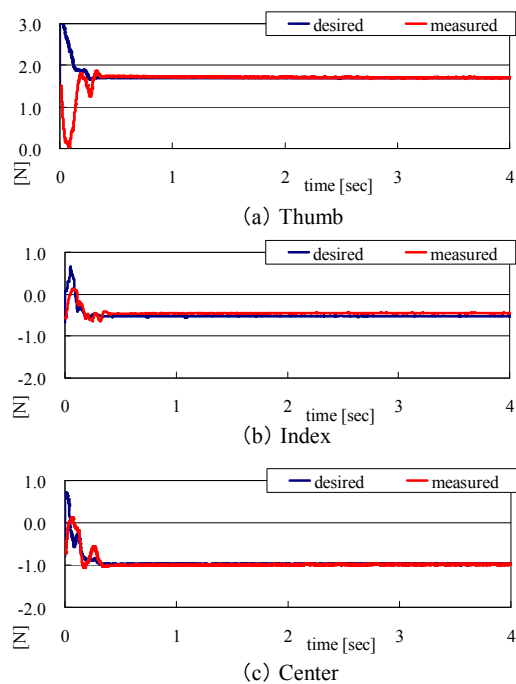 desired measured
3.0
2.0
1.0
0.0
[N]
0 1 2 3 4
time [sec]
(a) Thumb
desired measured
1.0
0.0
-1.0
-2.0
[N]
0 1 2 3 4
time [sec]
(b) Index
desired measured
1.0
0.0
-1.0
-2.0
[N]
0 1 2 3 4
time [sec]
(c) Center